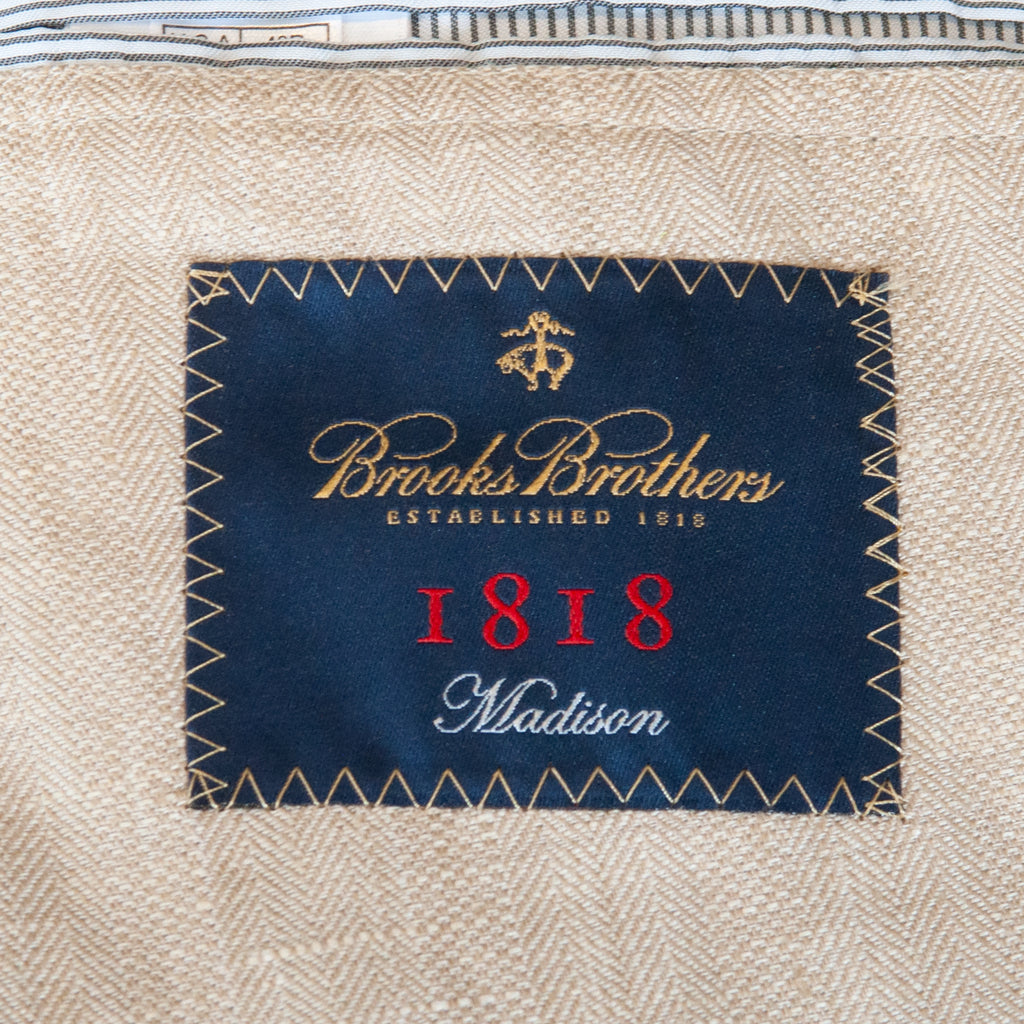 Brooks Brothers
ESTABLISHED 1818
1818
Madison